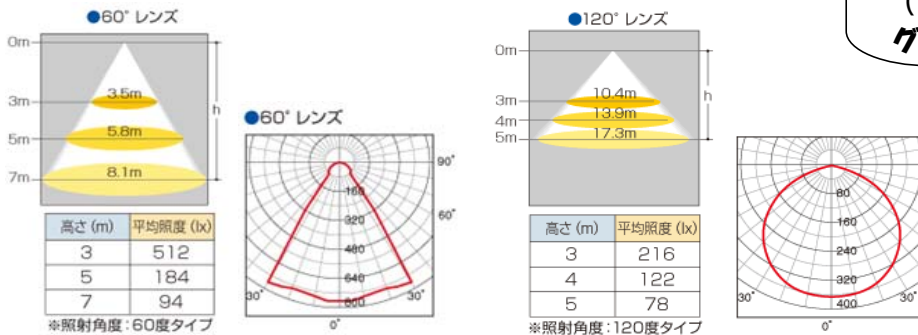 ●60° レンズ
0m
3m
5m
7m
3.5m
5.8m
8.1m
h
高さ (m) 平均照度 (lx)
3 512
5 184
7 94
※照射角度：60度タイプ
●60° レンズ
90°
60°
30°
30°
0°
160
320
480
640
800
●120° レンズ
0m
3m
4m
5m
10.4m
13.9m
17.3m
h
高さ (m) 平均照度 (lx)
3 216
4 122
5 78
※照射角度：120度タイプ
80
160
240
320
400
30°
30°
0°
(
グ